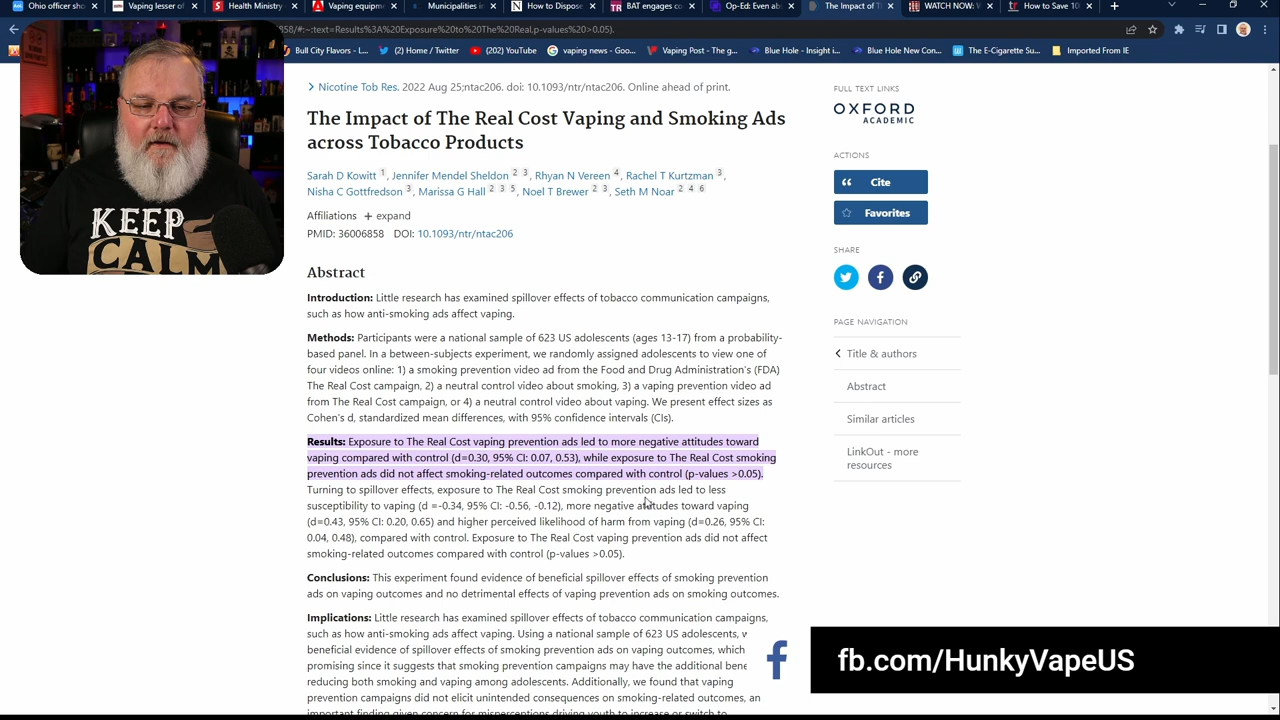 Ohio officer sho
Vaping lesser of
Health Ministry
Vaping equipme
Municipalities in
How to Dispose
BAT engages co
Op-Ed: Even ab
The Impact of T
WATCH NOW: W
How to Save 10
858/#:~:text=Results%3A%20Exposure%20to%20The%20Real,p-values%20>0.05).
Bull City Flavors - I...
(2) Home / Twitter
(202) YouTube
vaping news - Goo...
Vaping Post - The g...
Blue Hole - Insight i...
Blue Hole New Con...
The E-Cigarette Su...
Imported From IE
KEEP
CALM
Nicotine Tob Res. 2022 Aug 25;ntac206. doi: 10.1093/ntr/ntac206. Online ahead of print.
The Impact of The Real Cost Vaping and Smoking Ads
across Tobacco Products
Sarah D Kowitt 1, Jennifer Mendel Sheldon 2 3, Rhyan N Vereen 4, Rachel T Kurtzman 3,
Nisha C Gottfredson 3, Marissa G Hall 2 3 5, Noel T Brewer 2 3, Seth M Noar 2 4 6
Affiliations + expand
PMID: 36006858 DOI: 10.1093/ntr/ntac206
Abstract
Introduction: Little research has examined spillover effects of tobacco communication campaigns,
such as how anti-smoking ads affect vaping.
Methods: Participants were a national sample of 623 US adolescents (ages 13-17) from a probability-
based panel. In a between-subjects experiment, we randomly assigned adolescents to view one of
four videos online: 1) a smoking prevention video ad from the Food and Drug Administration's (FDA)
The Real Cost campaign, 2) a neutral control video about smoking, 3) a vaping prevention video ad
from The Real Cost campaign, or 4) a neutral control video about vaping. We present effect sizes as
Cohen's d, standardized mean differences, with 95% confidence intervals (CIs).
Results: Exposure to The Real Cost vaping prevention ads led to more negative attitudes toward
vaping compared with control (d=0.30, 95% CI: 0.07, 0.53), while exposure to The Real Cost smoking
prevention ads did not affect smoking-related outcomes compared with control (p-values >0.05).
Turning to spillover effects, exposure to The Real Cost smoking prevention ads led to less
susceptibility to vaping (d =-0.34, 95% CI: -0.56, -0.12), more negative attitudes toward vaping
(d=0.43, 95% CI: 0.20, 0.65) and higher perceived likelihood of harm from vaping (d=0.26, 95% CI:
0.04, 0.48), compared with control. Exposure to The Real Cost vaping prevention ads did not affect
smoking-related outcomes compared with control (p-values >0.05).
Conclusions: This experiment found evidence of beneficial spillover effects of smoking prevention
ads on vaping outcomes and no detrimental effects of vaping prevention ads on smoking outcomes.
Implications: Little research has examined spillover effects of tobacco communication campaigns,
such as how anti-smoking ads affect vaping. Using a national sample of 623 US adolescents, w
beneficial evidence of spillover effects of smoking prevention ads on vaping outcomes, which
promising since it suggests that smoking prevention campaigns may have the additional bene
reducing both smoking and vaping among adolescents. Additionally, we found that vaping
prevention campaigns did not elicit unintended consequences on smoking-related outcomes, an
important finding given concern for misperceptions driving youth to increase or switch to
FULL TEXT LINKS
OXFORD
ACADEMIC
ACTIONS
Cite
Favorites
SHARE
PAGE NAVIGATION
Title & authors
Abstract
Similar articles
LinkOut - more
resources
fb.com/HunkyVapeUS